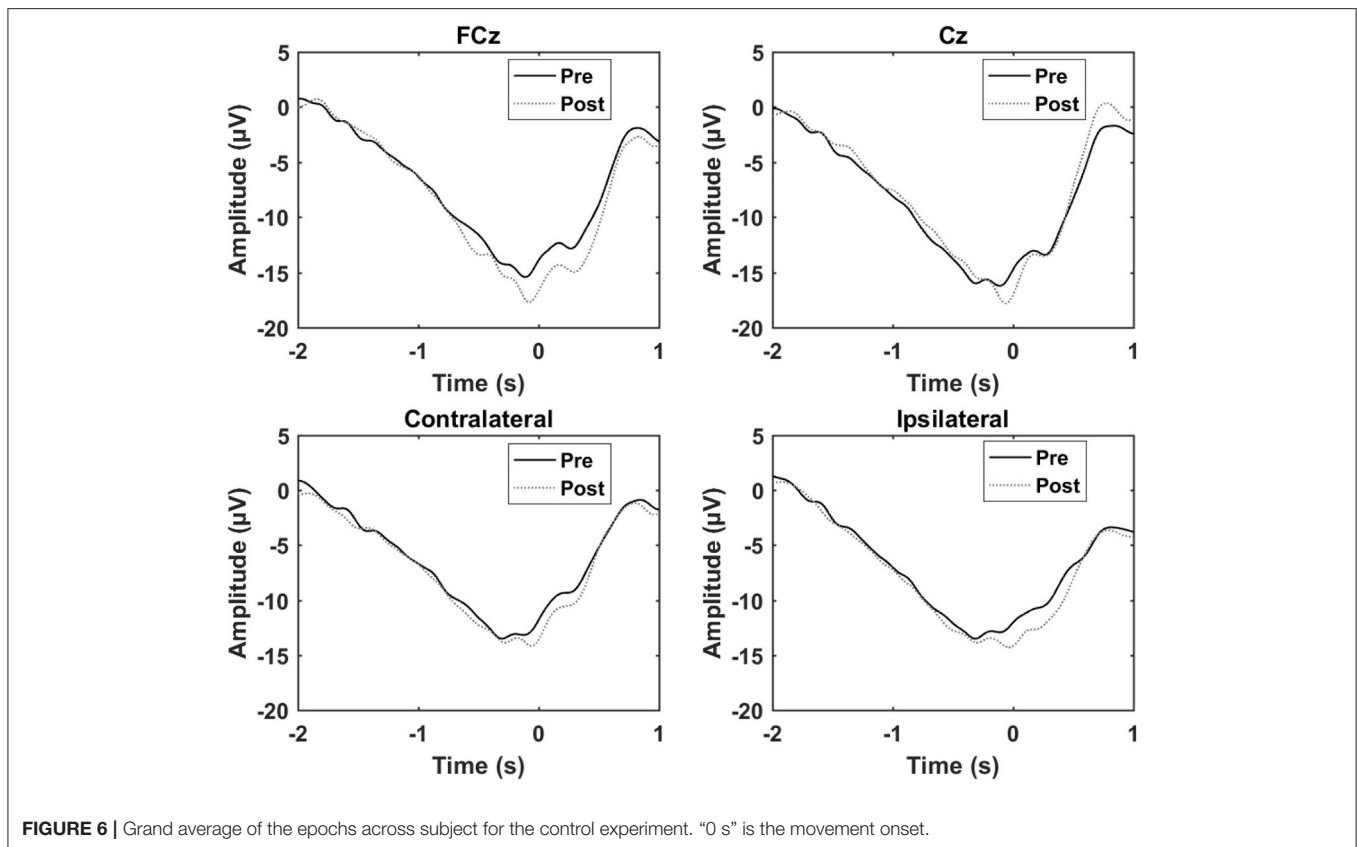 FCz
Pre
Post
5
0
-5
-10
-15
-20
Amplitude (µV)
-2 -1 0 1
Time (s)
Cz
Pre
Post
5
0
-5
-10
-15
-20
Amplitude (µV)
-2 -1 0 1
Time (s)
Contralateral
Pre
Post
5
0
-5
-10
-15
-20
Amplitude (µV)
-2 -1 0 1
Time (s)
Ipsilateral
Pre
Post
5
0
-5
-10
-15
-20
Amplitude (µV)
-2 -1 0 1
Time (s)
FIGURE 6 | Grand average of the epochs across subject for the control experiment. “0 s” is the movement onset.